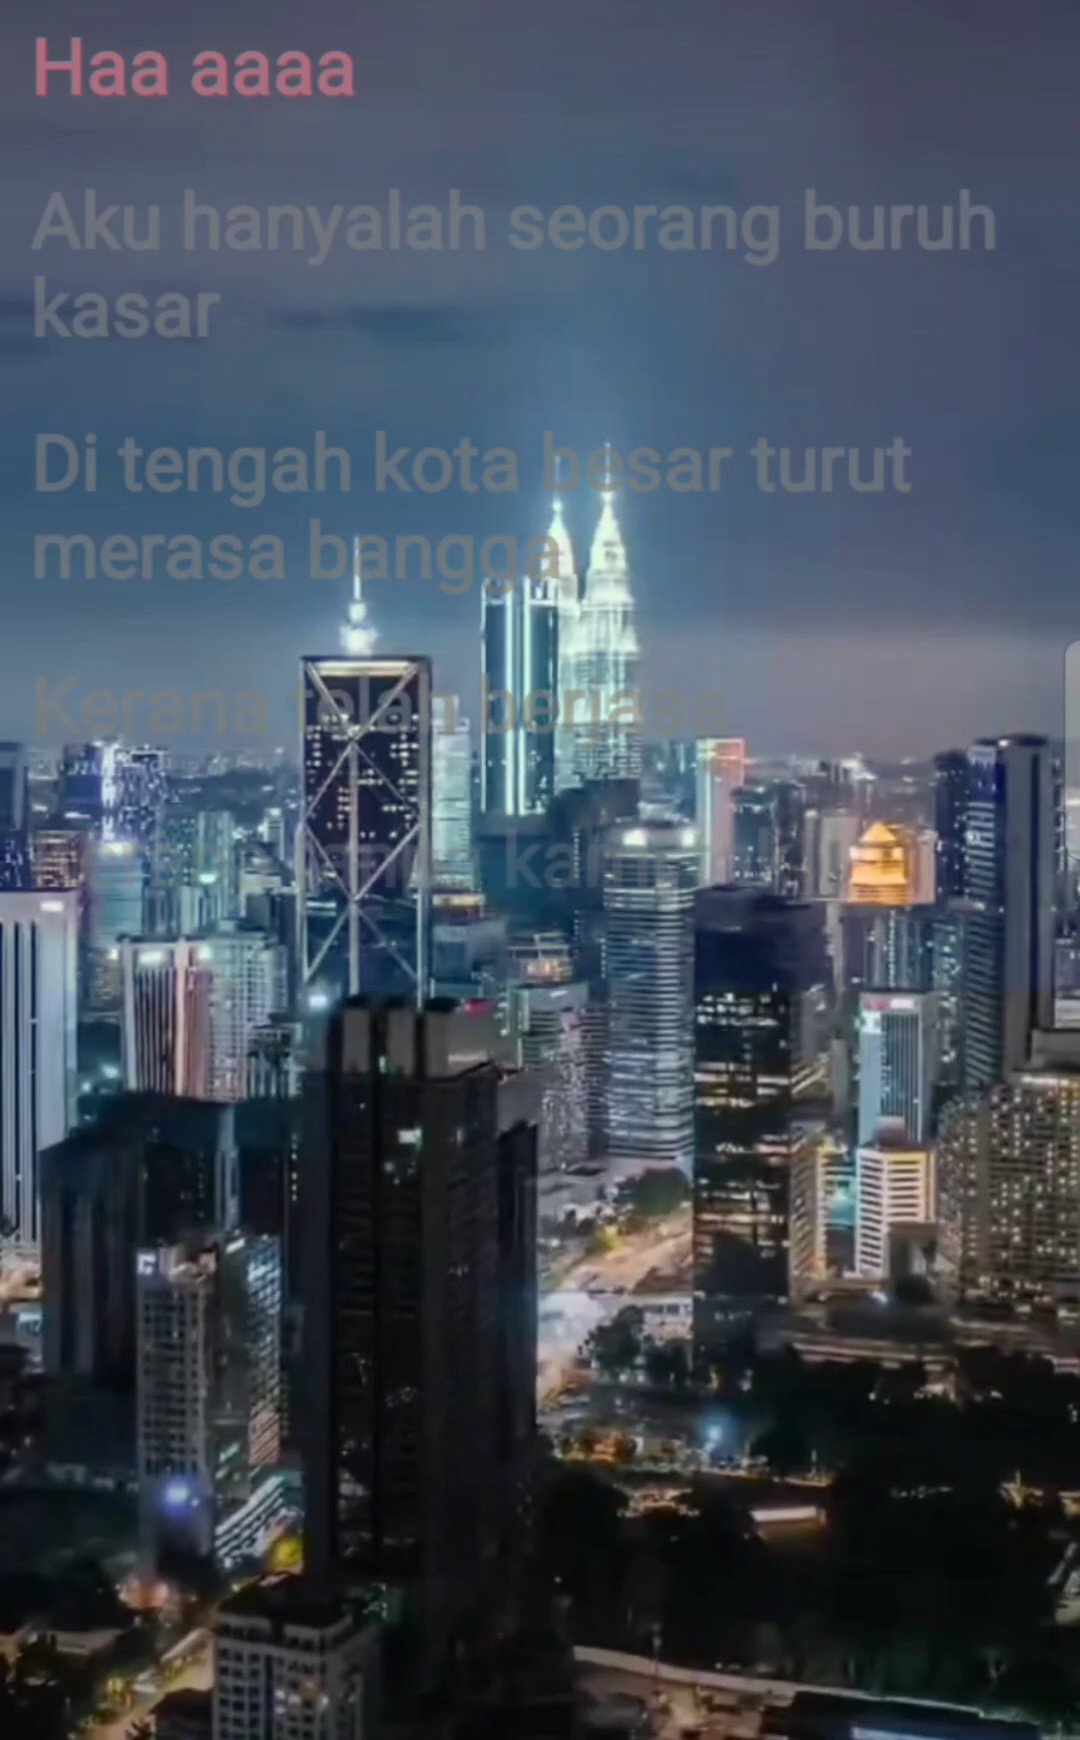 Haa aaaa
Aku hanyalah seorang buruh
kasar
Di tengah kota besar turut
merasa bangga
Kerana telah berjasa